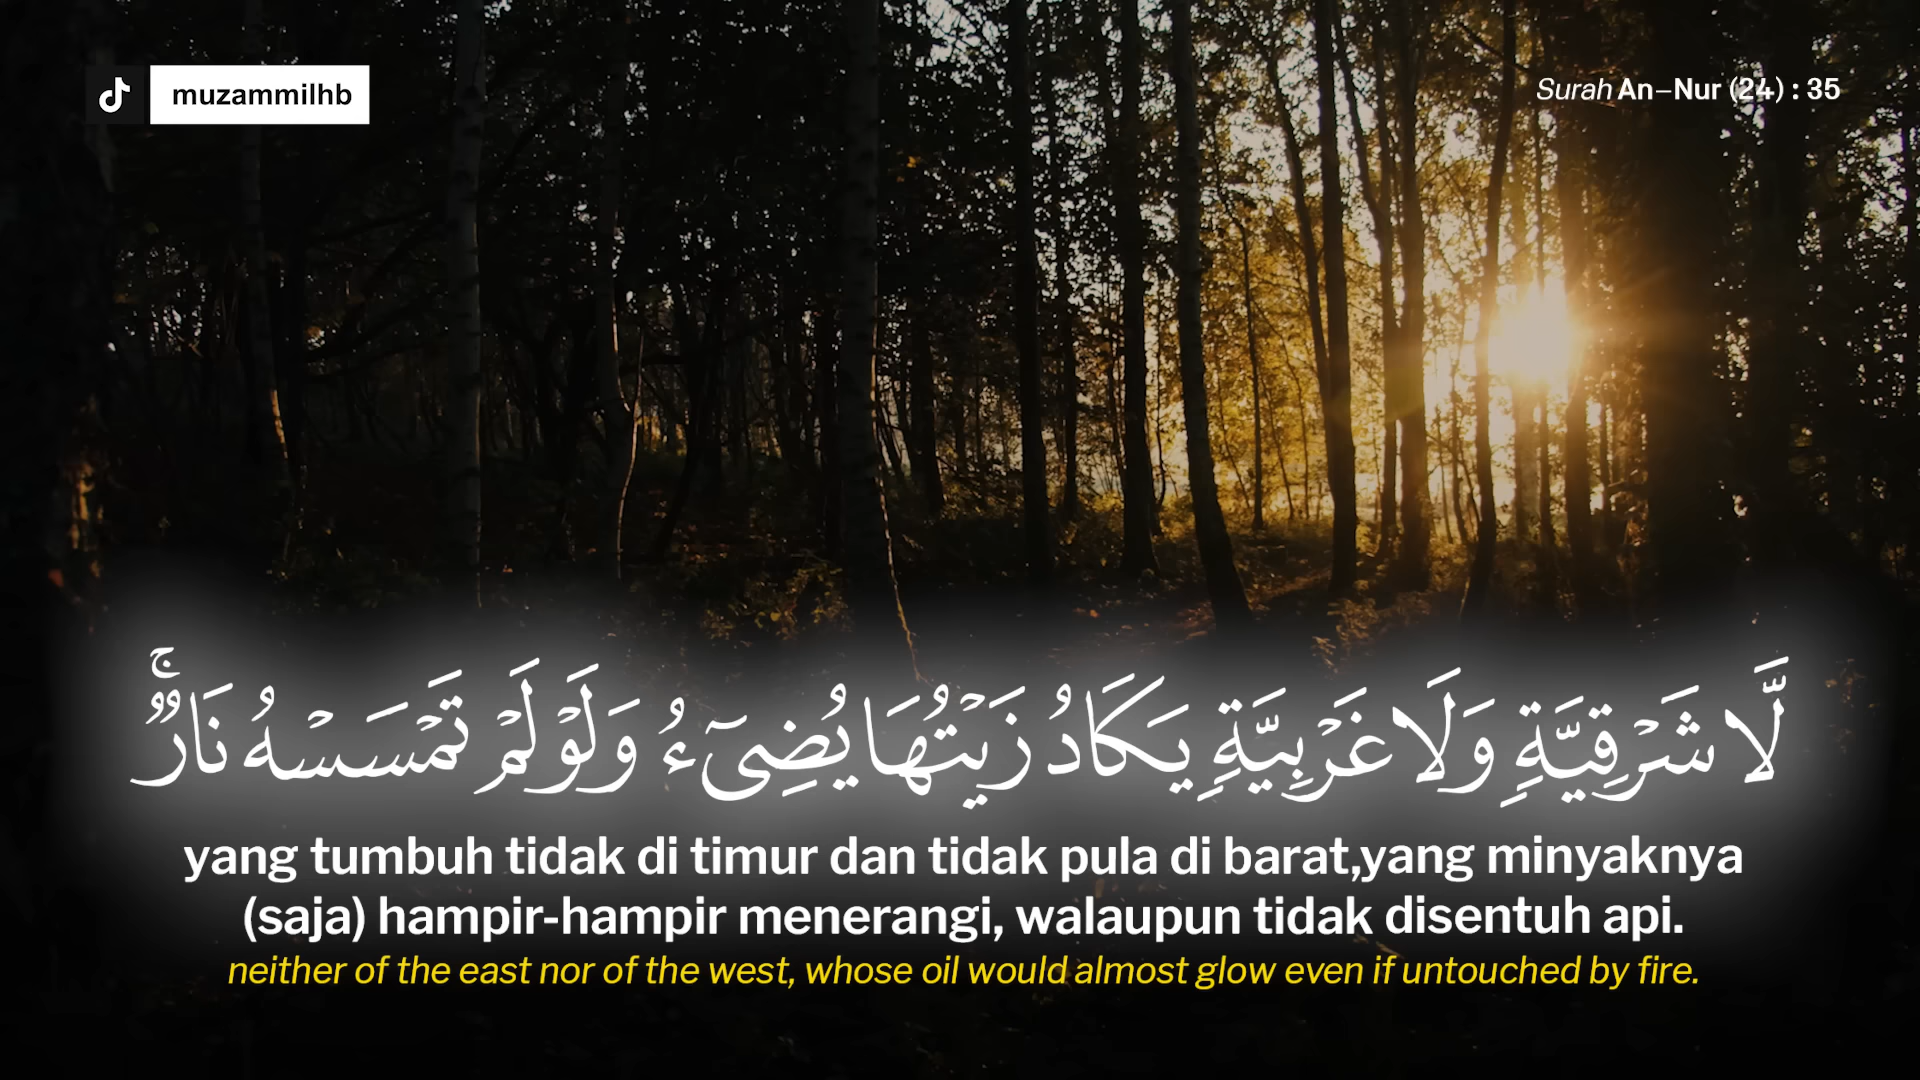 muzammilhb
Surah An–Nur (24) : 35
لَّا شَرْقِيَّةٍ وَلَا غَرْبِيَّةٍ يَكَادُ زَيْتُهَا يُضِىٓءُ وَلَوْ لَمْ تَمْسَسْهُ نَارٌۚ
yang tumbuh tidak di timur dan tidak pula di barat,yang minyaknya
(saja) hampir-hampir menerangi, walaupun tidak disentuh api.
neither of the east nor of the west, whose oil would almost glow even if untouched by fire.